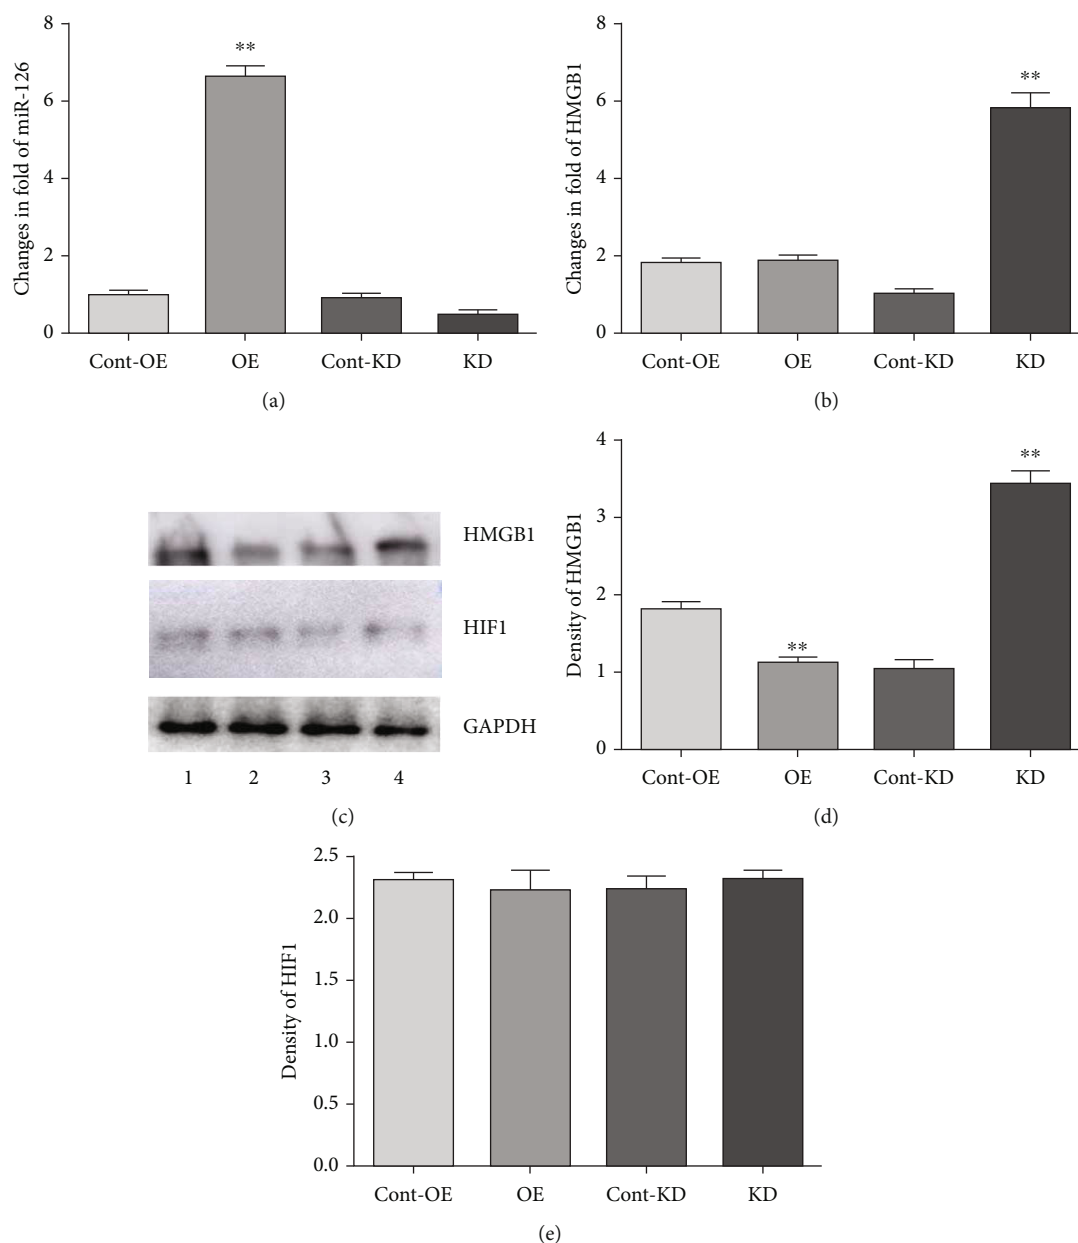 8
6
4
2
0
Changes in fold of miR-126
**
Cont-OE OE Cont-KD KD
(a)
8
6
4
2
0
Changes in fold of HMGB1
**
Cont-OE OE Cont-KD KD
(b)
HMGB1
HIF1
GAPDH
1 2 3 4
(c)
4
3
2
1
0
Density of HMGB1
**
**
Cont-OE OE Cont-KD KD
(d)
2.5
2.0
1.5
1.0
0.5
0.0
Density of HIF1
Cont-OE OE Cont-KD KD
(e)